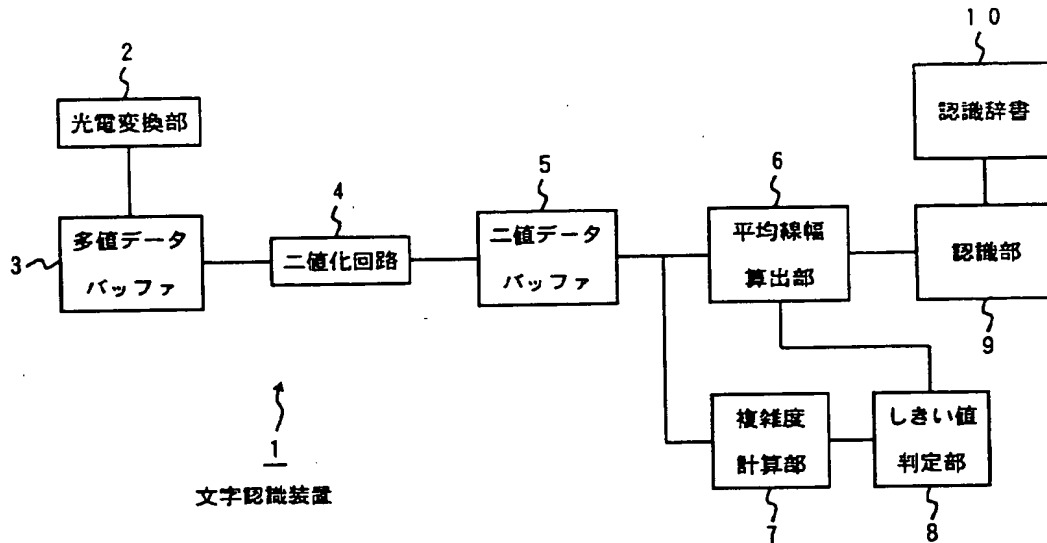 10
認識辞書
2
光電変換部
3
多値データ
バッファ
4
二値化回路
5
二値データ
バッファ
6
平均線幅
算出部
認識部
9
1
文字認識装置
複雑度
計算部
7
しきい値
判定部
8